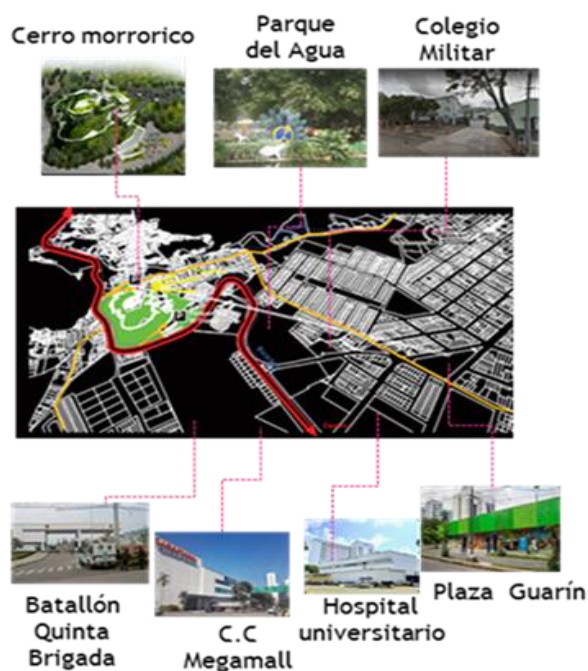 Cerro morrorico
Parque
del Agua
Colegio
Militar
Batallón
Quinta
Brigada
C.C
Megamall
Hospital
universitario
Plaza Guarín